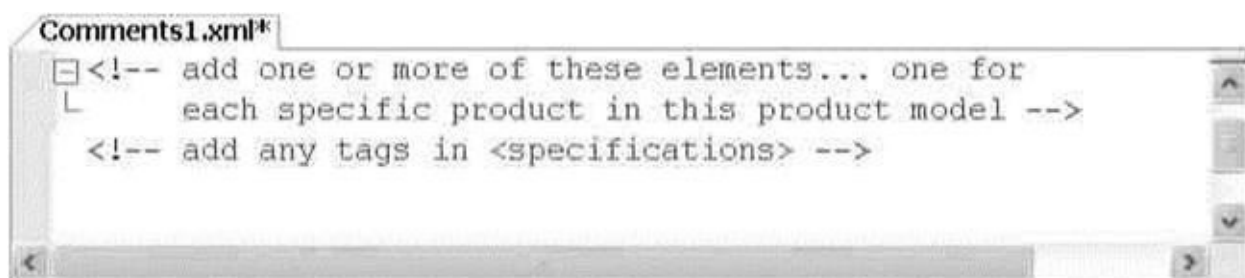 Comments1.xml*
<!-- add one or more of these elements... one for
each specific product in this product model -->
<!-- add any tags in <specifications> -->